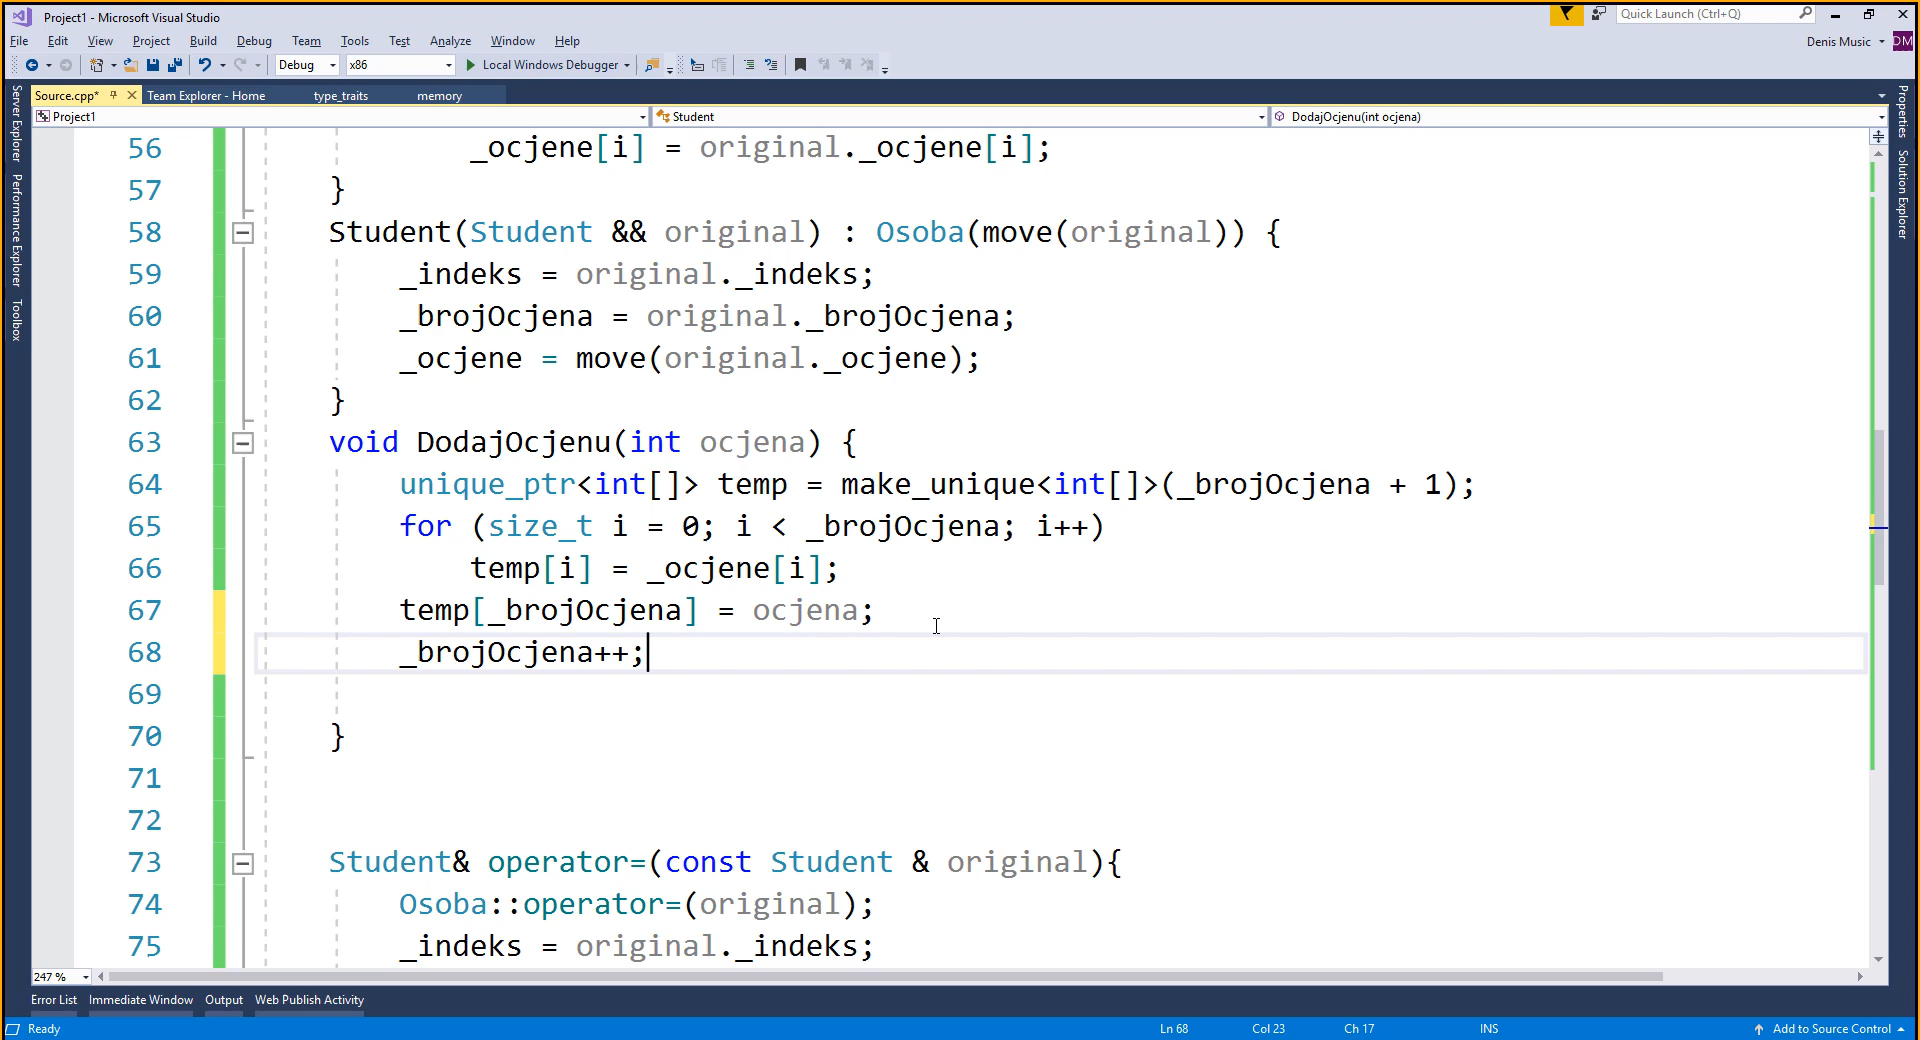 Project1 - Microsoft Visual Studio
Quick Launch (Ctrl+Q)
File Edit View Project Build Debug Team Tools Test Analyze Window Help
Denis Music DM
Debug x86 Local Windows Debugger
Source.cpp* Team Explorer - Home type_traits memory
Project1 Student DodajOcjenu(int ocjena)
Server Explorer
Performance Explorer
Toolbox
56 _ocjene[i] = original._ocjene[i];
57 }
58 Student(Student && original) : Osoba(move(original)) {
59 _indeks = original._indeks;
60 _brojOcjena = original._brojOcjena;
61 _ocjene = move(original._ocjene);
62 }
63 void DodajOcjenu(int ocjena) {
64 unique_ptr<int[]> temp = make_unique<int[]>(_brojOcjena + 1);
65 for (size_t i = 0; i < _brojOcjena; i++)
66 temp[i] = _ocjene[i];
67 temp[_brojOcjena] = ocjena;
68 _brojOcjena++;
69
70 }
71
72
73 Student& operator=(const Student & original){
74 Osoba::operator=(original);
75 _indeks = original._indeks;
Properties
Solution Explorer
247 %
Error List Immediate Window Output Web Publish Activity
Ready Ln 68 Col 23 Ch 17 INS Add to Source Control